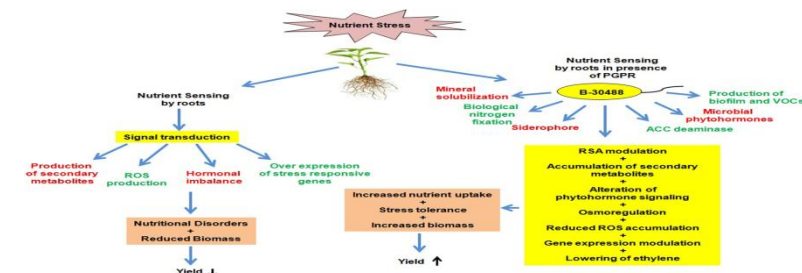 Nutrient Stress
Nutrient Sensing
by roots
Signal transduction
Production
of secondary
metabolites
ROS
production
Hormonal
imbalance
Over expression
of stress responsive
genes
Nutritional Disorders
+
Reduced Biomass
Yield ↓
Nutrient Sensing
by roots in presence
of PGPR
B-30488
Mineral
solubilization
Biological
nitrogen
fixation
Siderophore
ACC deaminase
Microbial
phytohormones
Production of
biofilm and VOCs
RSA modulation
+
Accumulation of secondary
metabolites
+
Alteration of
phytohormone signaling
+
Osmoregulation
+
Reduced ROS accumulation
+
Gene expression modulation
+
Lowering of ethylene
Increased nutrient uptake
+
Stress tolerance
+
Increased biomass
Yield ↑